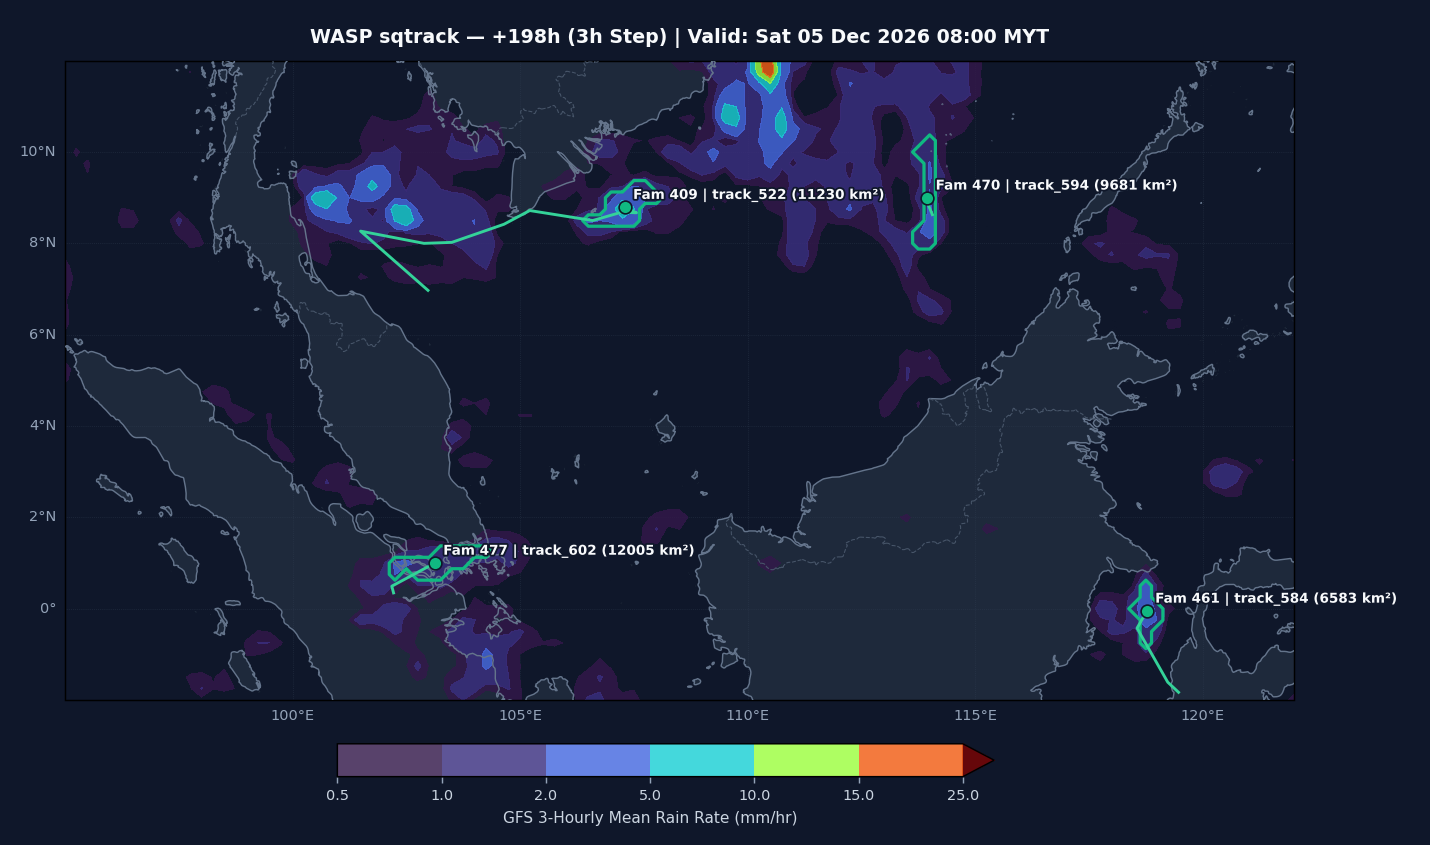 WASP sqtrack — +198h (3h Step) | Valid: Sat 05 Dec 2026 08:00 MYT
10°N
8°N
6°N
4°N
2°N
0°
Fam 470 | track_594 (9681 km²)
Fam 409 | track_522 (11230 km²)
Fam 477 | track_602 (12005 km²)
Fam 461 | track_584 (6583 km²)
100°E 105°E 110°E 115°E 120°E
0.5 1.0 2.0 5.0 10.0 15.0 25.0
GFS 3-Hourly Mean Rain Rate (mm/hr)